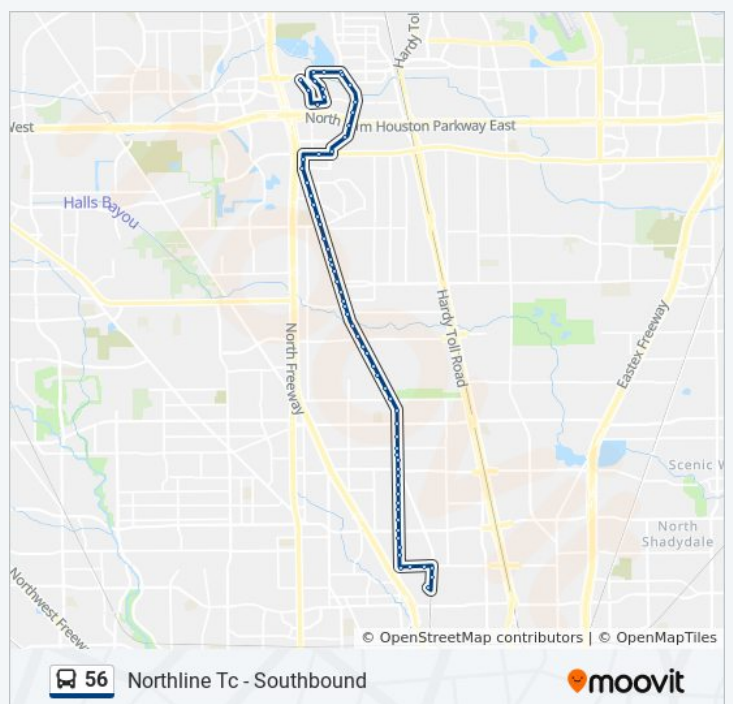 Hardy Tol
West
North
m Houston Parkway East
Halls Bayou
Hardy Toll Road
North Freeway
Eastex Freeway
Scenic W
North
Shadydale
Northwest Freew
© OpenStreetMap contributors | © OpenMapTiles
56 Northline Tc - Southbound
moovit